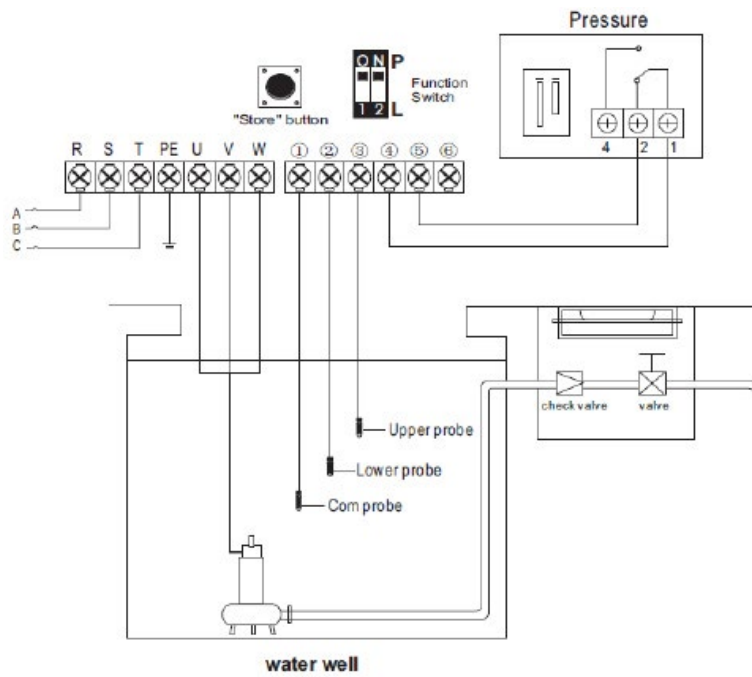 Pressure
ON P
Function
Switch
1 2 L
"Store" button
4 2 1
R S T PE U V W ① ② ③ ④ ⑤ ⑥
A
B
C
check valve valve
Upper probe
Lower probe
Com probe
water well